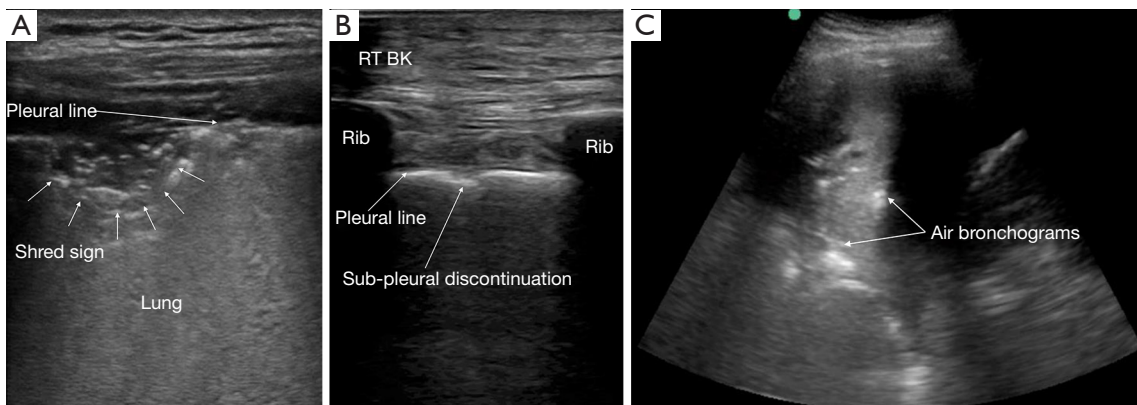 A
Pleural line
Shred sign
Lung
B
RT BK
Rib
Rib
Pleural line
Sub-pleural discontinuation
C
Air bronchograms